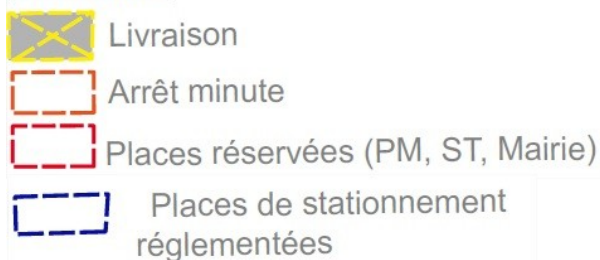 Livraison
Arrêt minute
Places réservées (PM, ST, Mairie)
Places de stationnement
réglementées